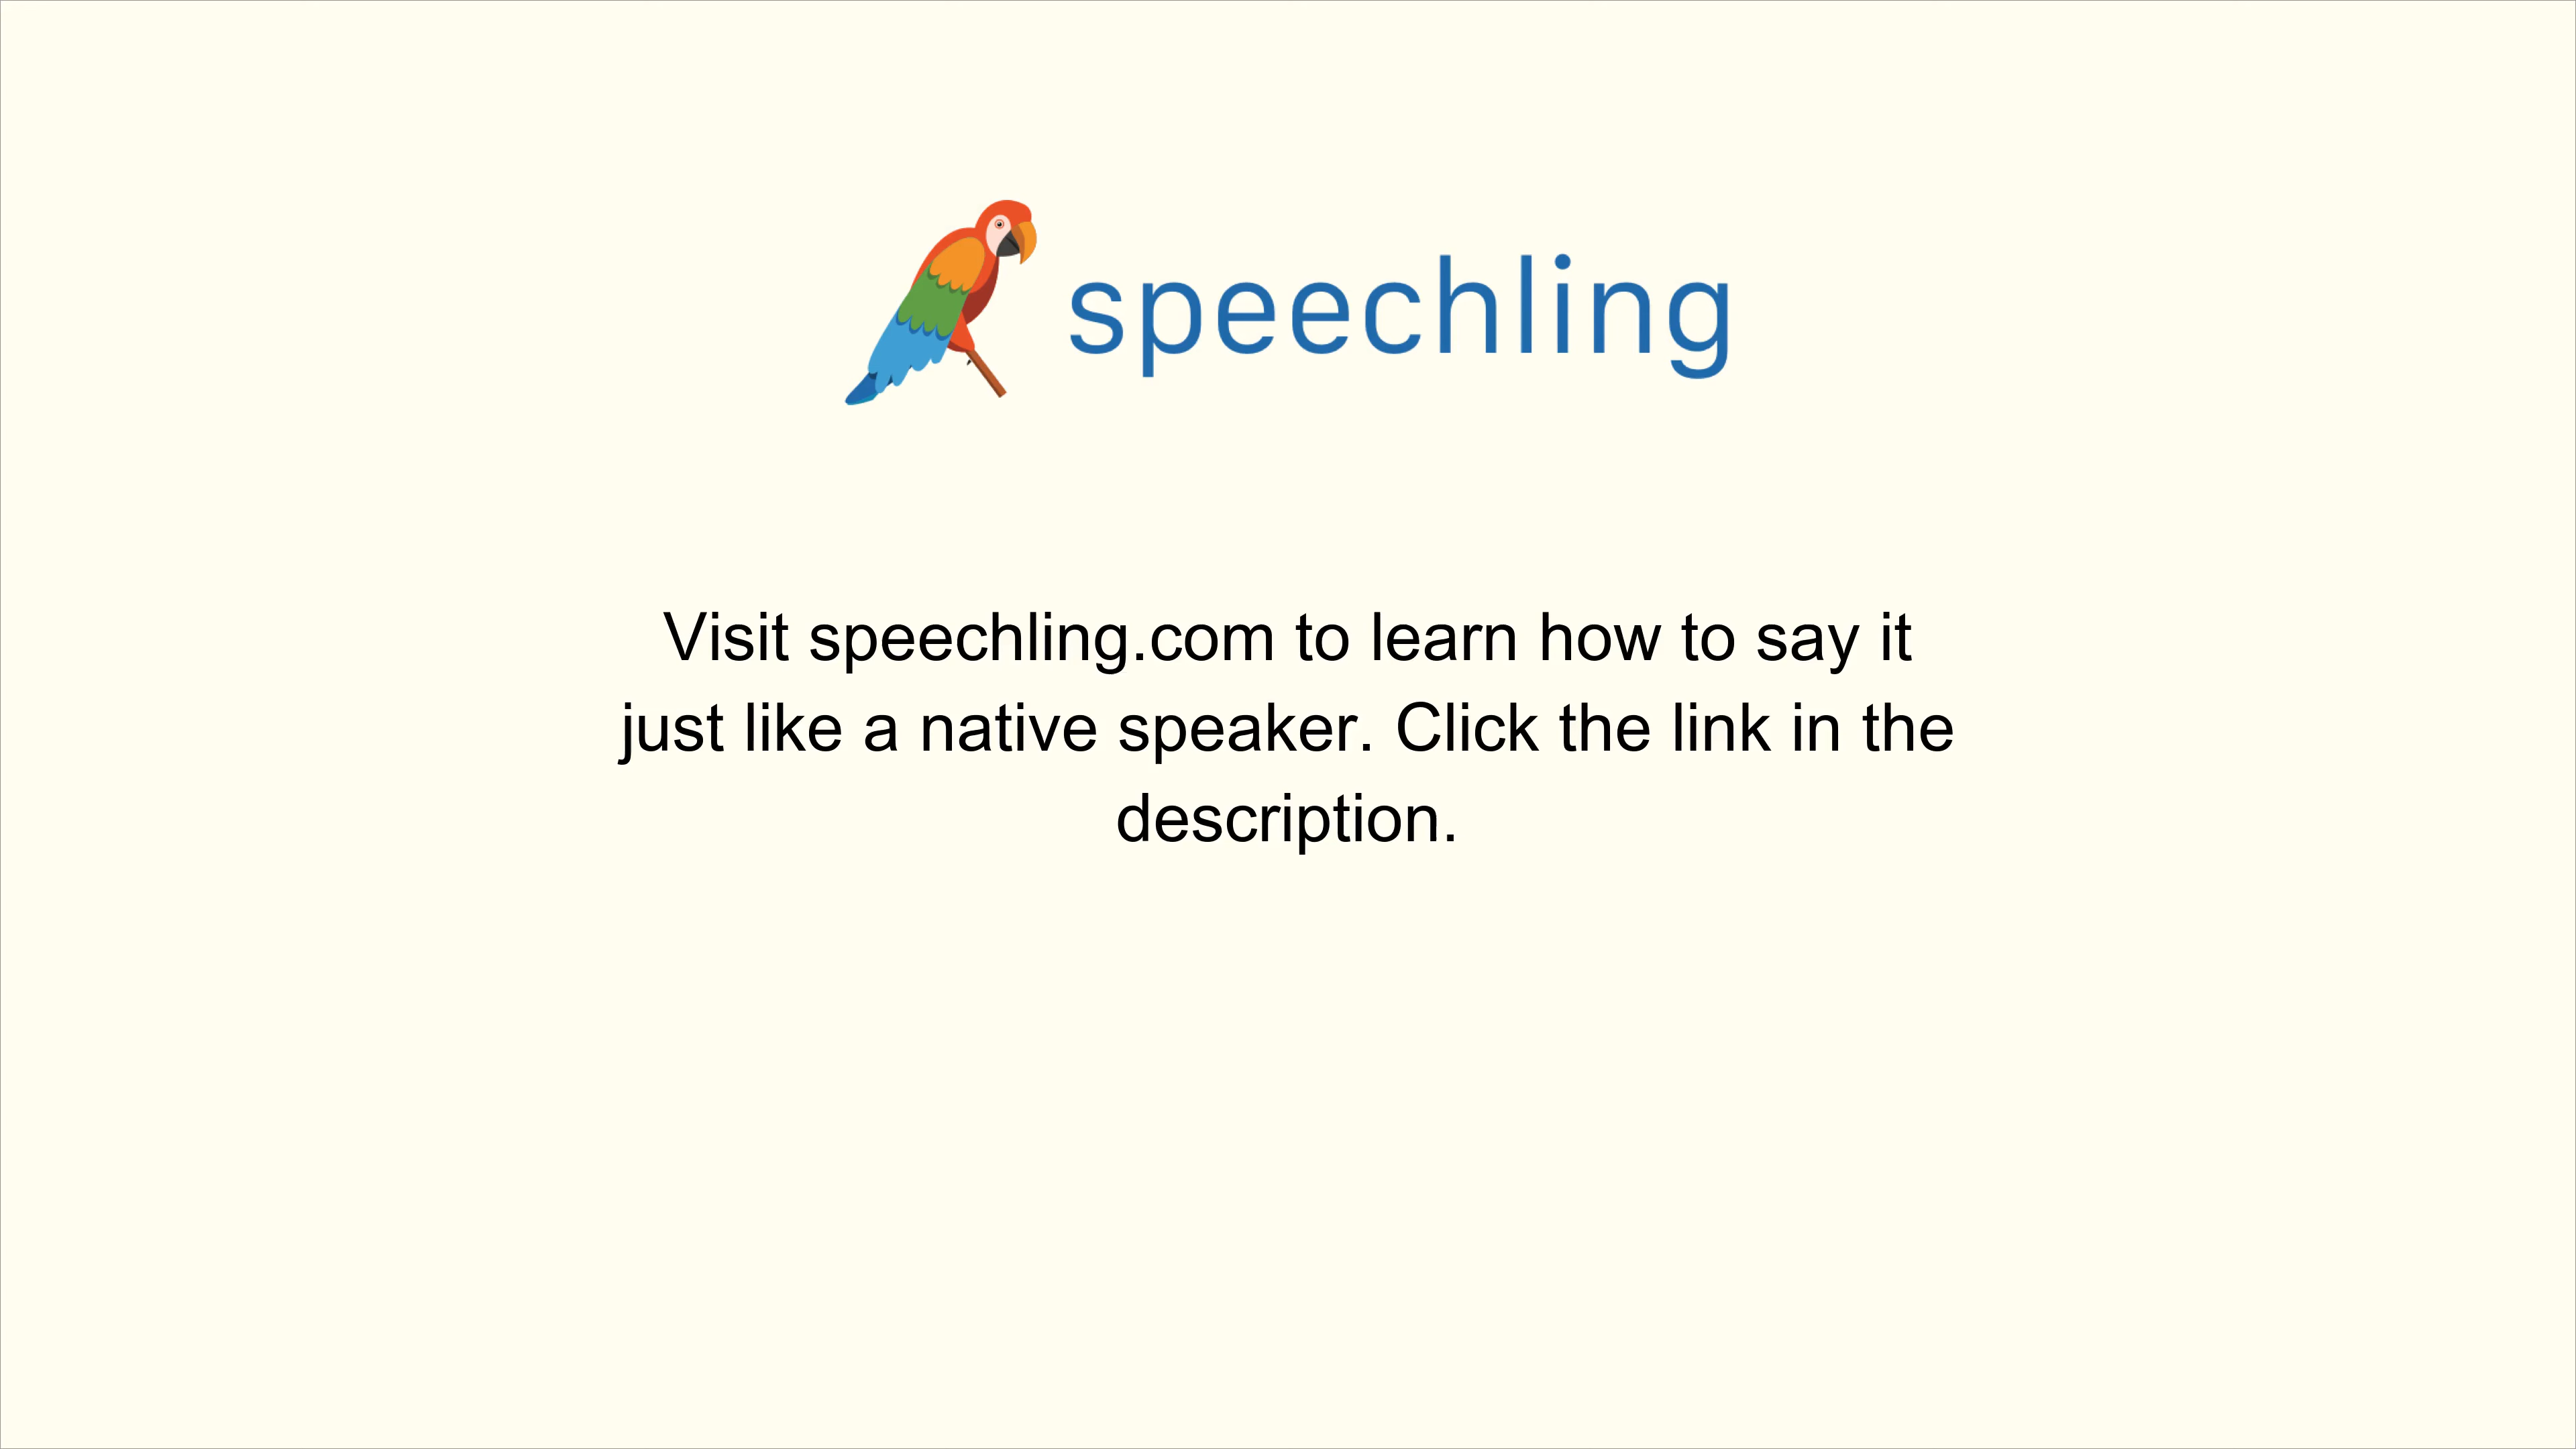 speechling
Visit speechling.com to learn how to say it
just like a native speaker. Click the link in the
description.